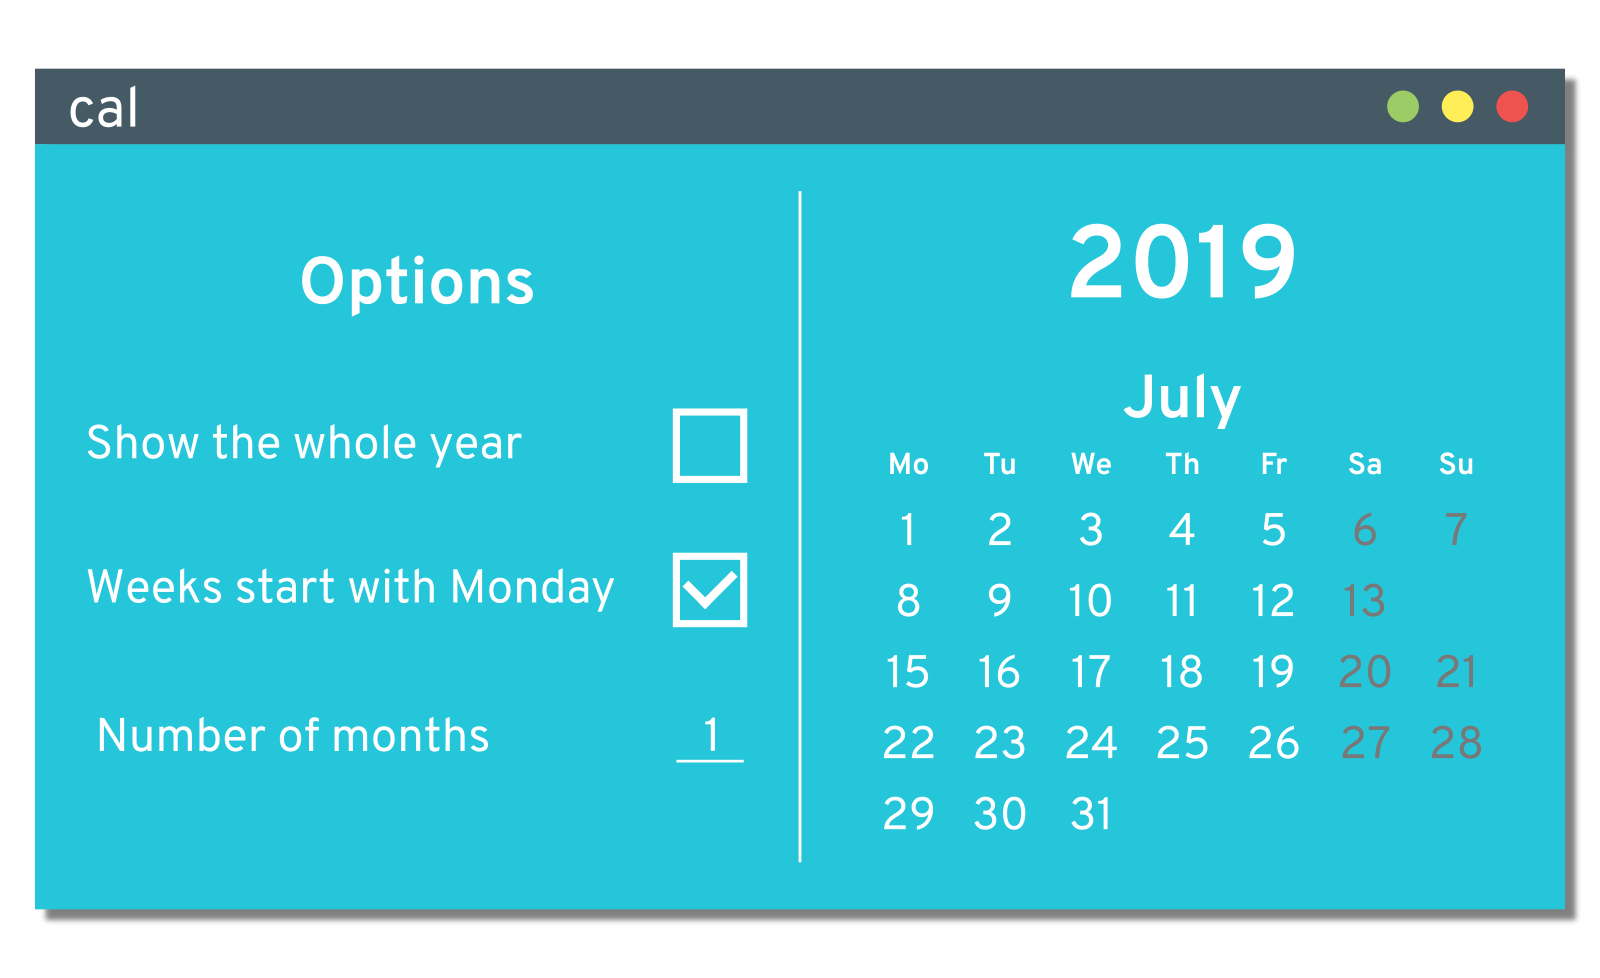 cal
Options
Show the whole year
Weeks start with Monday
Number of months 1
2019
July
Mo Tu We Th Fr Sa Su
1 2 3 4 5 6 7
8 9 10 11 12 13
15 16 17 18 19 20 21
22 23 24 25 26 27 28
29 30 31